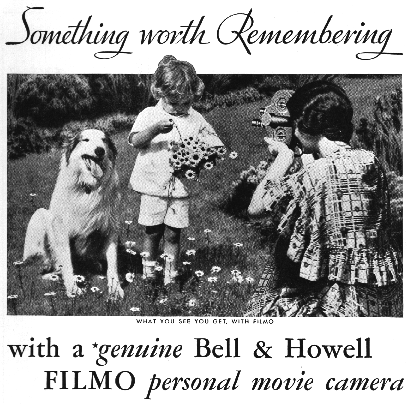 Something worth Remembering
WHAT YOU SEE YOU GET, WITH FILMO
with a *genuine Bell & Howell
FILMO personal movie camera